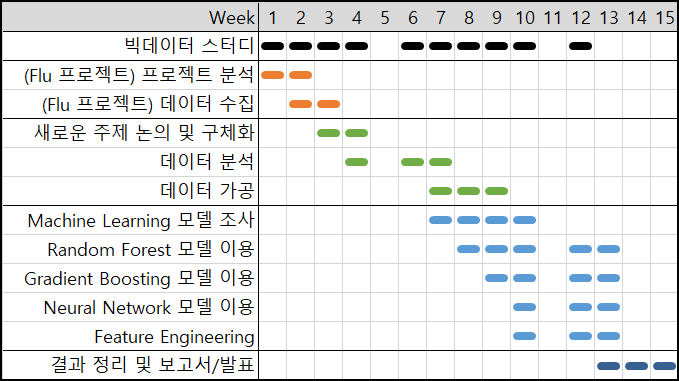 Week 1 2 3 4 5 6 7 8 9 10 11 12 13 14 15
빅데이터 스터디
(Flu 프로젝트) 프로젝트 분석
(Flu 프로젝트) 데이터 수집
새로운 주제 논의 및 구체화
데이터 분석
데이터 가공
Machine Learning 모델 조사
Random Forest 모델 이용
Gradient Boosting 모델 이용
Neural Network 모델 이용
Feature Engineering
결과 정리 및 보고서/발표